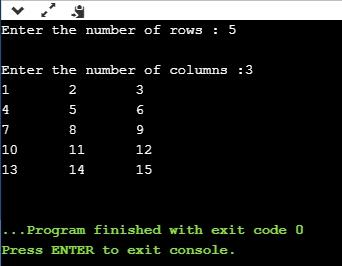 Enter the number of rows : 5
Enter the number of columns :3
1 2 3
4 5 6
7 8 9
10 11 12
13 14 15
...Program finished with exit code 0
Press ENTER to exit console.